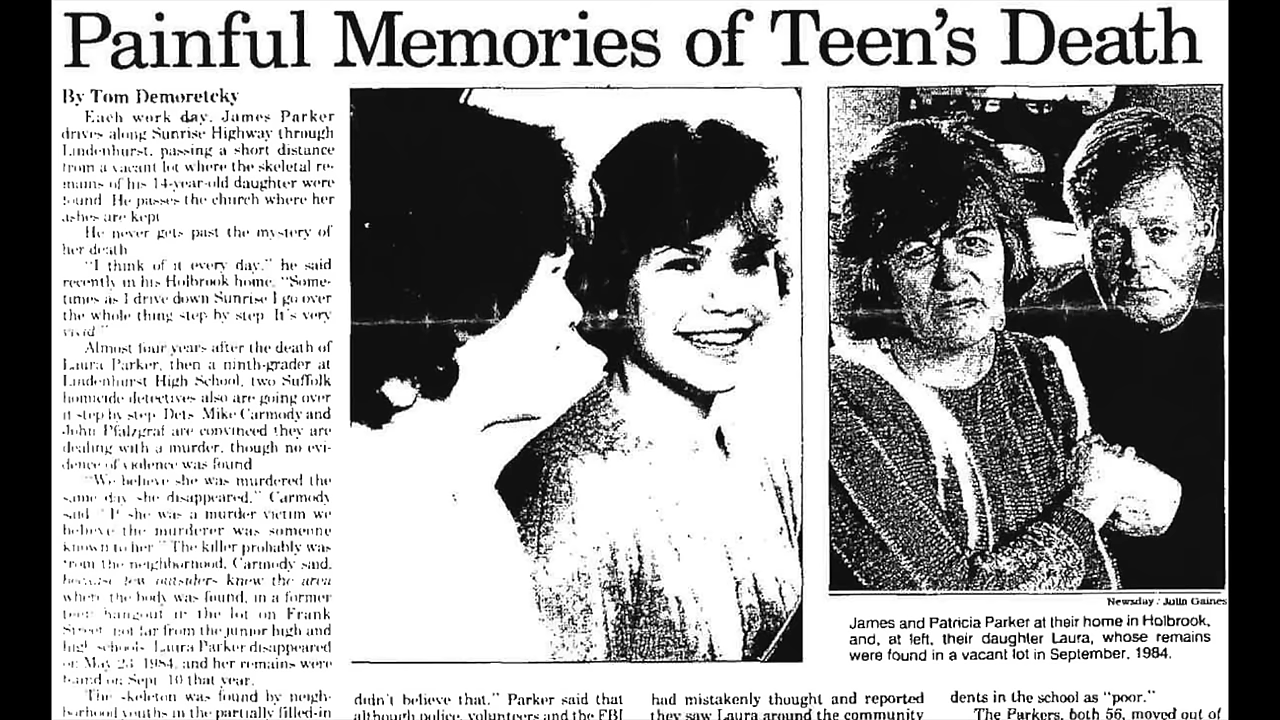 Painful Memories of Teen's Death
By Tom Demoretcky
Each work day, James Parker
drives along Sunrise Highway through
Lindenhurst, passing a short distance
from a vacant lot where the skeletal re-
mains of his 14-year-old daughter were
found. He passes the church where her
ashes are kept.
He never gets past the mystery of
her death.
"I think of it every day," he said
recently in his Holbrook home. "Some-
times as I drive down Sunrise I go over
the whole thing step by step. It's very
vivid."
Almost four years after the death of
Laura Parker, then a ninth-grader at
Lindenhurst High School, two Suffolk
homicide detectives also are going over
it step by step. Dets. Mike Carmody and
John Pfalzgraf are convinced they are
dealing with a murder, though no evi-
dence of violence was found.
"We believe she was murdered the
same day she disappeared," Carmody
said. "If she was a murder victim we
believe the murderer was someone
known to her." The killer probably was
from the neighborhood, Carmody said,
because few outsiders knew the area
where the body was found, in a former
teen hangout in the lot on Frank
Street not far from the junior high and
high schools. Laura Parker disappeared
on May 23, 1984, and her remains were
found on Sept. 10 that year.
The skeleton was found by neigh-
borhood youths in the partially filled-in
Newsday / Julia Gaines
James and Patricia Parker at their home in Holbrook,
and, at left, their daughter Laura, whose remains
were found in a vacant lot in September, 1984.
didn't believe that." Parker said that
although police, volunteers and the FBI
had mistakenly thought and reported
they saw Laura around the community
dents in the school as "poor."
The Parkers, both 56, moved out of